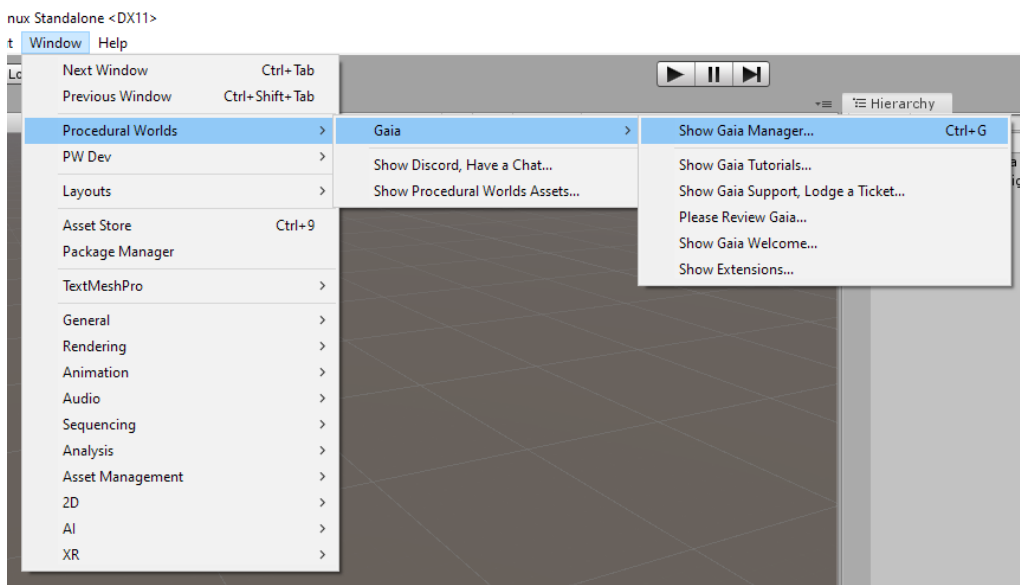 nux Standalone <DX11>
t Window Help
Lo
Next Window Ctrl+Tab
Previous Window Ctrl+Shift+Tab
Hierarchy
Procedural Worlds >
Gaia >
Show Gaia Manager... Ctrl+G
PW Dev >
Show Discord, Have a Chat...
Show Gaia Tutorials...
Layouts >
Show Procedural Worlds Assets...
Show Gaia Support, Lodge a Ticket...
Asset Store Ctrl+9
Please Review Gaia...
Package Manager
Show Gaia Welcome...
Show Extensions...
TextMeshPro >
General >
Rendering >
Animation >
Audio >
Sequencing >
Analysis >
Asset Management >
2D >
AI >
XR >